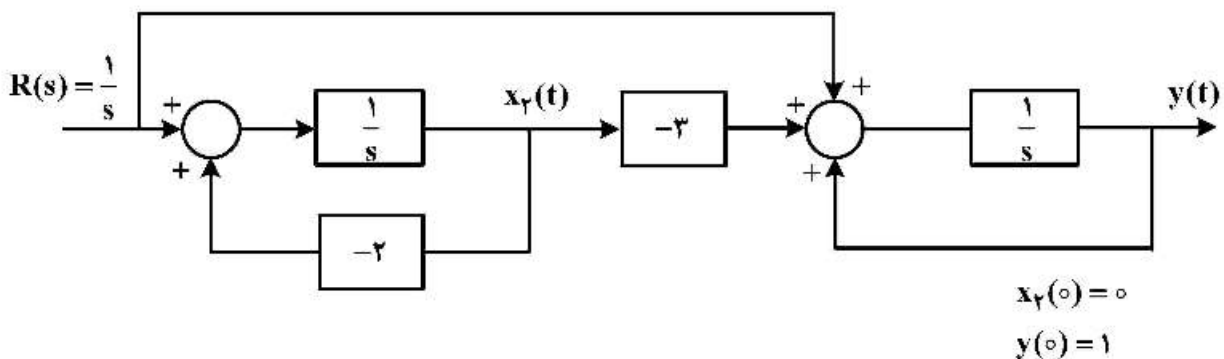 R(s) = ۱/s
+
+
۱/s
x۲(t)
−۳
+
+
+
۱/s
y(t)
−۲
x۲(۰) = ۰
y(۰) = ۱